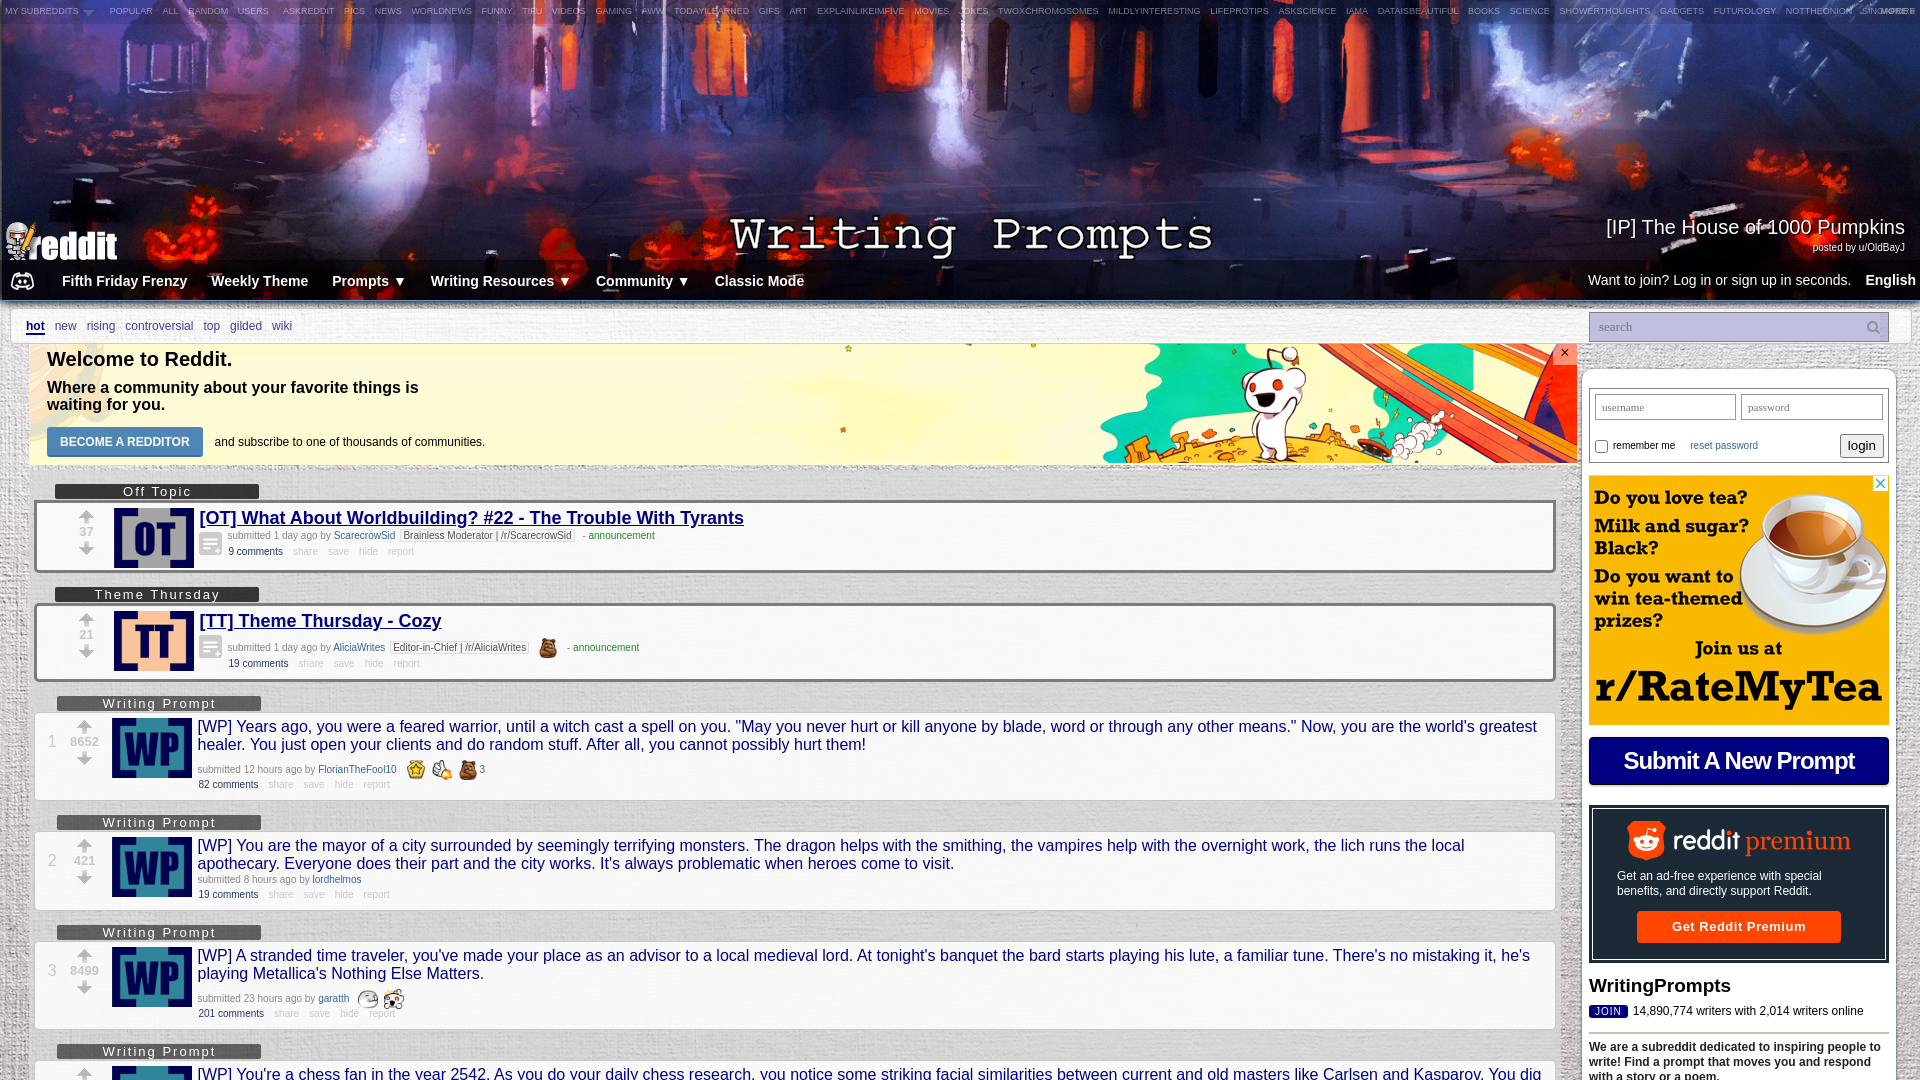 MY SUBREDDITS POPULAR ALL RANDOM USERS ASKREDDIT PICS NEWS WORLDNEWS FUNNY TIFU VIDEOS GAMING AWW TODAYILEARNED GIFS ART EXPLAINLIKEIMFIVE MOVIES JOKES TWOXCHROMOSOMES MILDLYINTERESTING LIFEPROTIPS ASKSCIENCE IAMA DATAISBEAUTIFUL BOOKS SCIENCE SHOWERTHOUGHTS GADGETS FUTUROLOGY NOTTHEONION
reddit
Writing Prompts
[IP] The House of 1000 Pumpkins
posted by u/OldBayJ
Fifth Friday Frenzy Weekly Theme Prompts ▼ Writing Resources ▼ Community ▼ Classic Mode
Want to join? Log in or sign up in seconds. English
hot new rising controversial top gilded wiki
search
Welcome to Reddit.
Where a community about your favorite things is
waiting for you.
BECOME A REDDITOR and subscribe to one of thousands of communities.
×
Off Topic
37
OT
[OT] What About Worldbuilding? #22 - The Trouble With Tyrants
submitted 1 day ago by ScarecrowSid Brainless Moderator | /r/ScarecrowSid - announcement
9 comments share save hide report
Theme Thursday
21
TT
[TT] Theme Thursday - Cozy
submitted 1 day ago by AliciaWrites Editor-in-Chief | /r/AliciaWrites - announcement
19 comments share save hide report
Writing Prompt
1
8652
WP
[WP] Years ago, you were a feared warrior, until a witch cast a spell on you. "May you never hurt or kill anyone by blade, word or through any other means." Now, you are the world's greatest
healer. You just open your clients and do random stuff. After all, you cannot possibly hurt them!
submitted 12 hours ago by FlorianTheFool10 3
82 comments share save hide report
Writing Prompt
2
421
WP
[WP] You are the mayor of a city surrounded by seemingly terrifying monsters. The dragon helps with the smithing, the vampires help with the overnight work, the lich runs the local
apothecary. Everyone does their part and the city works. It's always problematic when heroes come to visit.
submitted 8 hours ago by lordhelmos
19 comments share save hide report
Writing Prompt
3
8499
WP
[WP] A stranded time traveler, you've made your place as an advisor to a local medieval lord. At tonight's banquet the bard starts playing his lute, a familiar tune. There's no mistaking it, he's
playing Metallica's Nothing Else Matters.
submitted 23 hours ago by garatth
201 comments share save hide report
Writing Prompt
[WP] You're a chess fan in the year 2542. As you do your daily chess research, you notice some striking facial similarities between current and old masters like Carlsen and Kasparov. You dig
username password
remember me reset password login
Do you love tea?
Milk and sugar?
Black?
Do you want to
win tea-themed
prizes?
Join us at
r/RateMyTea
Submit A New Prompt
reddit premium
Get an ad-free experience with special
benefits, and directly support Reddit.
Get Reddit Premium
WritingPrompts
JOIN 14,890,774 writers with 2,014 writers online
We are a subreddit dedicated to inspiring people to
write! Find a prompt that moves you and respond
with a story or a poem.